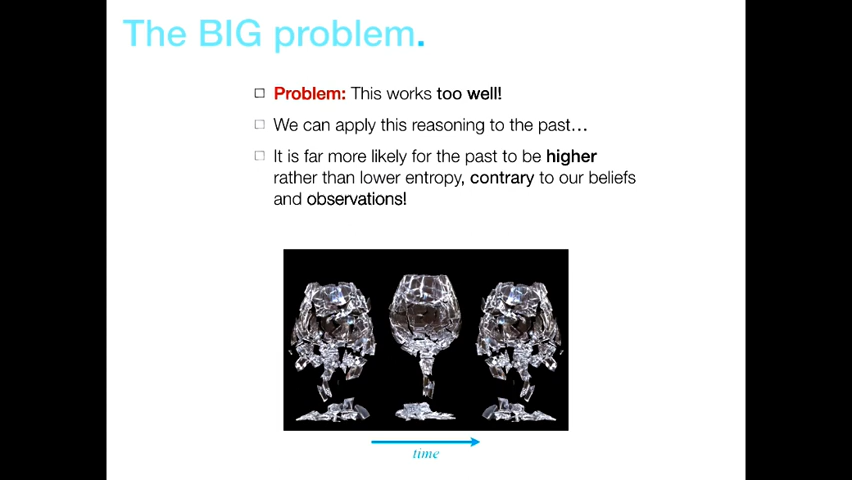 The BIG problem.
Problem: This works too well!
We can apply this reasoning to the past…
It is far more likely for the past to be higher
rather than lower entropy, contrary to our beliefs
and observations!
time